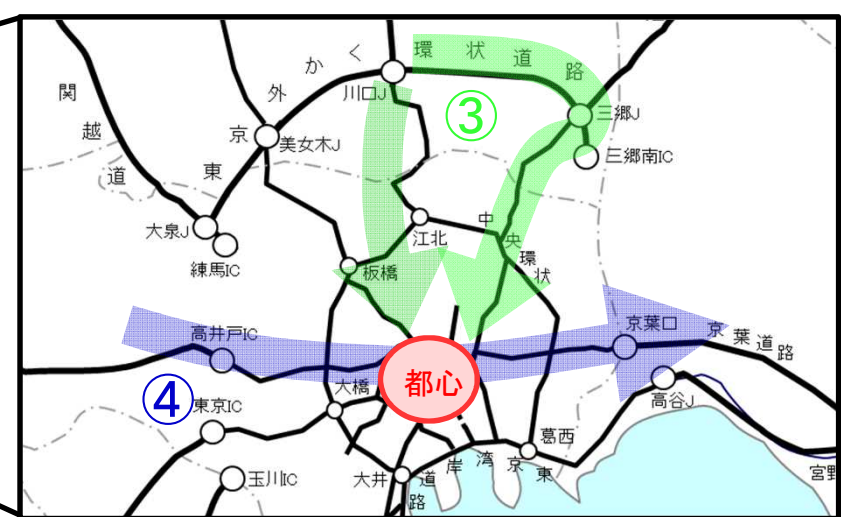 東京外かく環状道路
関越道
川口J
③
三郷J
美女木J
三郷南IC
大泉J
練馬IC
江北
中央環状
板橋
高井戸IC
京葉口
京葉道路
都心
④
大橋
東京IC
高谷J
葛西
玉川IC
大井
東京湾岸道路
宮野